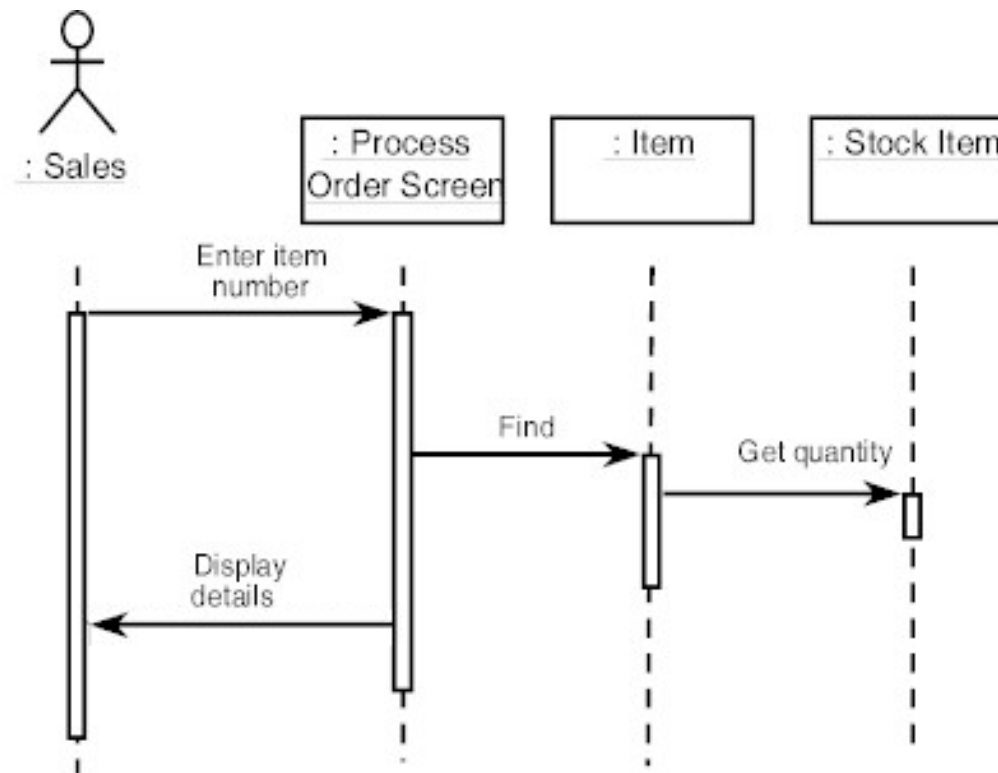 : Sales
: Process
Order Screen
: Item
: Stock Item
Enter item
number
Find
Get quantity
Display
details